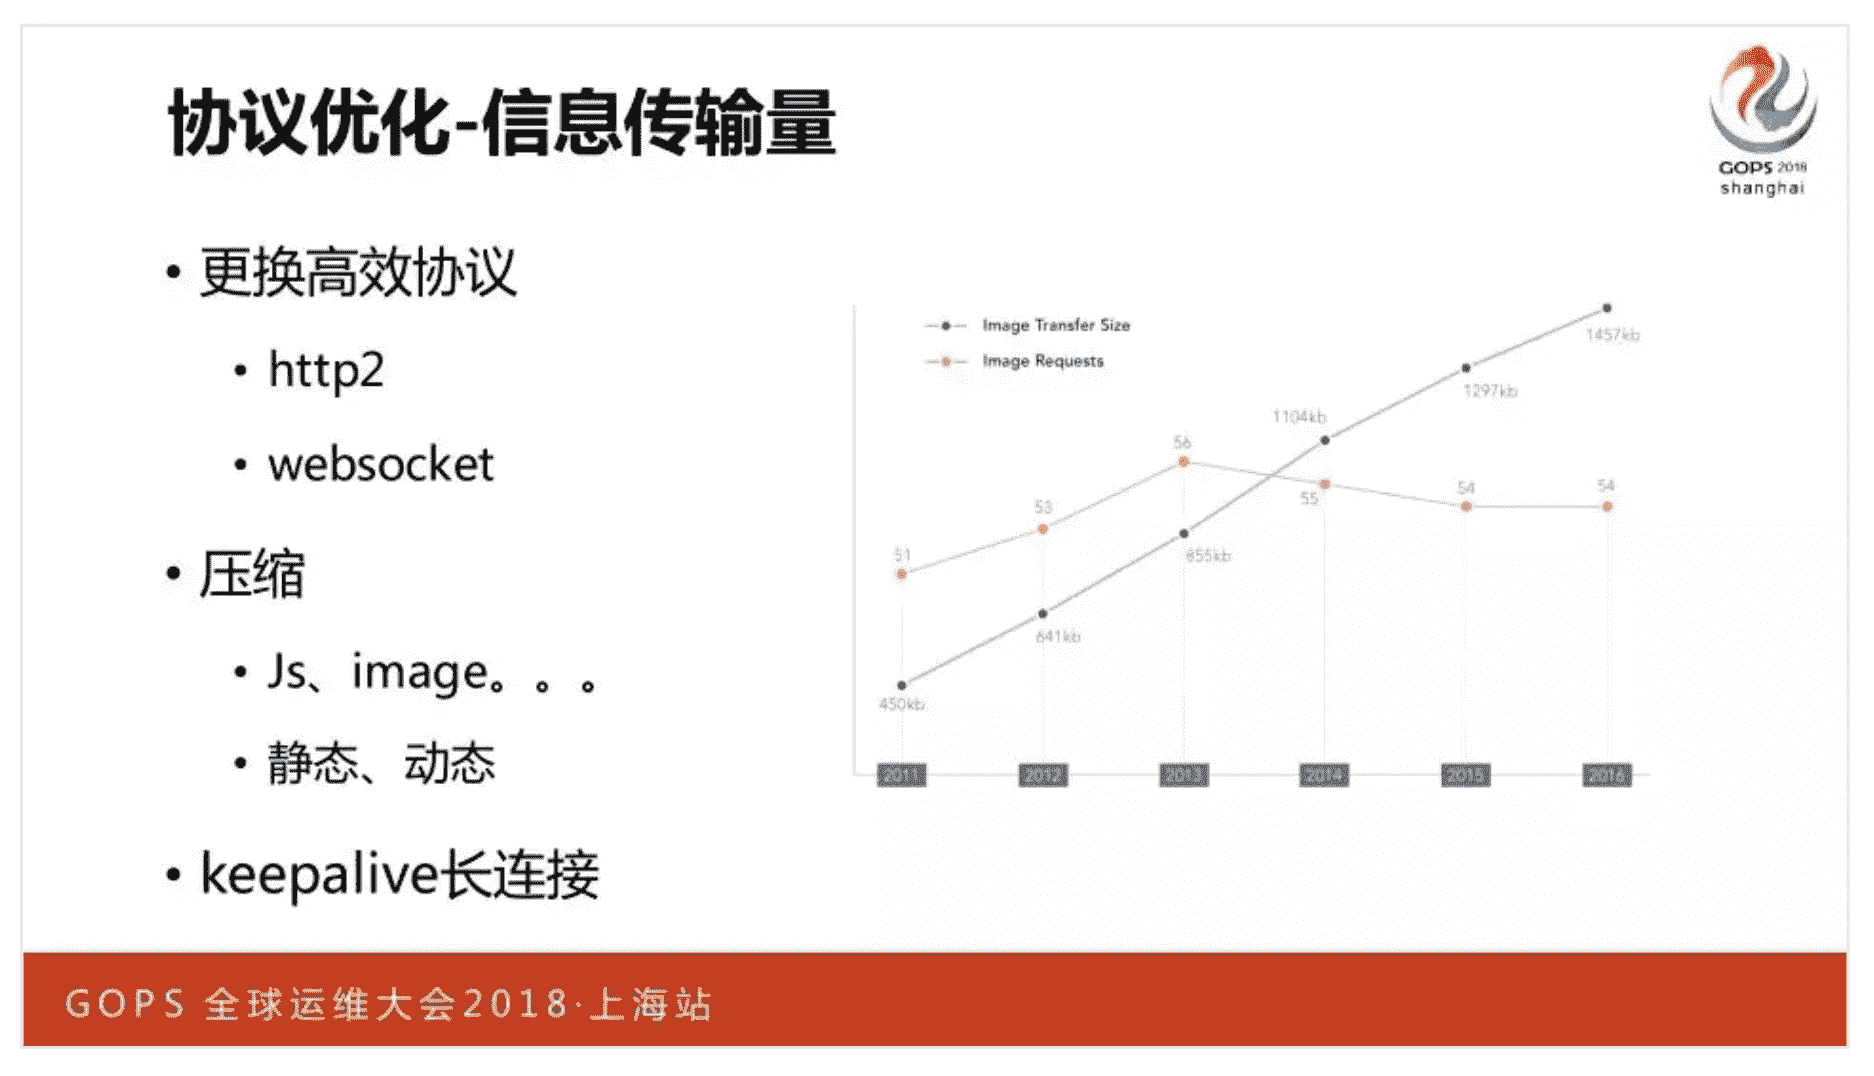 协议优化-信息传输量
GOPS 2018
shanghai
• 更换高效协议
• http2
• websocket
• 压缩
• Js、image。。。
• 静态、动态
• keepalive长连接
Image Transfer Size
Image Requests
1457kb
1297kb
1104kb
56
55
54
54
53
51
855kb
641kb
450kb
2011
2012
2013
2014
2015
2016
GOPS 全球运维大会2018·上海站